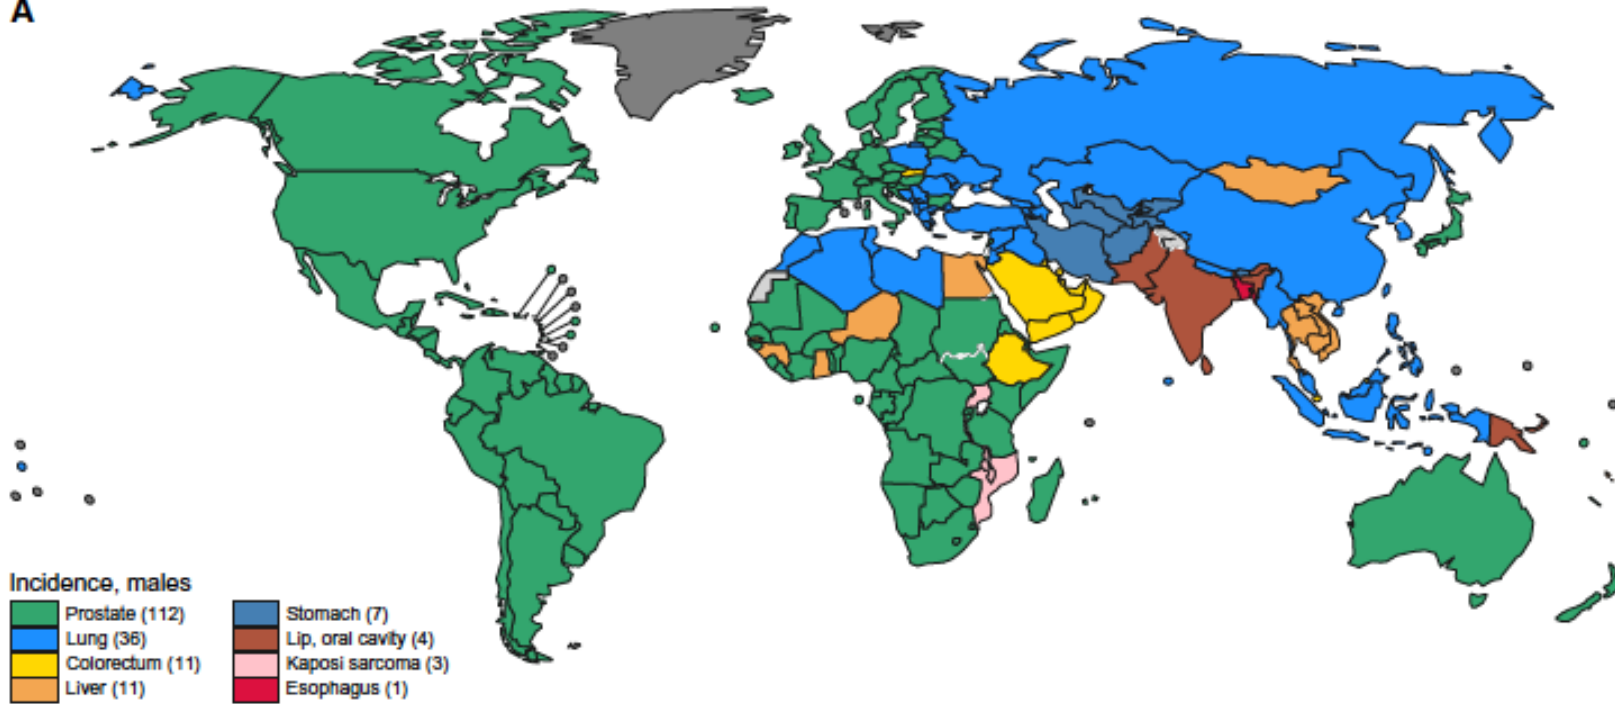 A
Incidence, males
Prostate (112)
Lung (36)
Colorectum (11)
Liver (11)
Stomach (7)
Lip, oral cavity (4)
Kaposi sarcoma (3)
Esophagus (1)